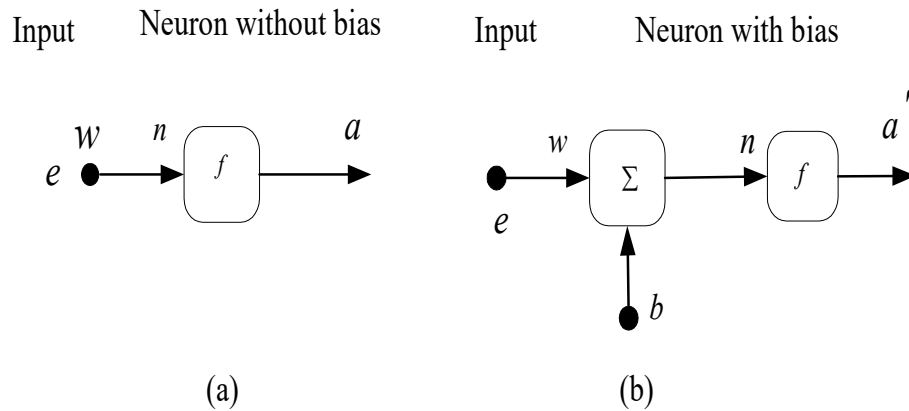 Input Neuron without bias
e w n f a
(a)
Input Neuron with bias
e w Σ b n f a'
(b)